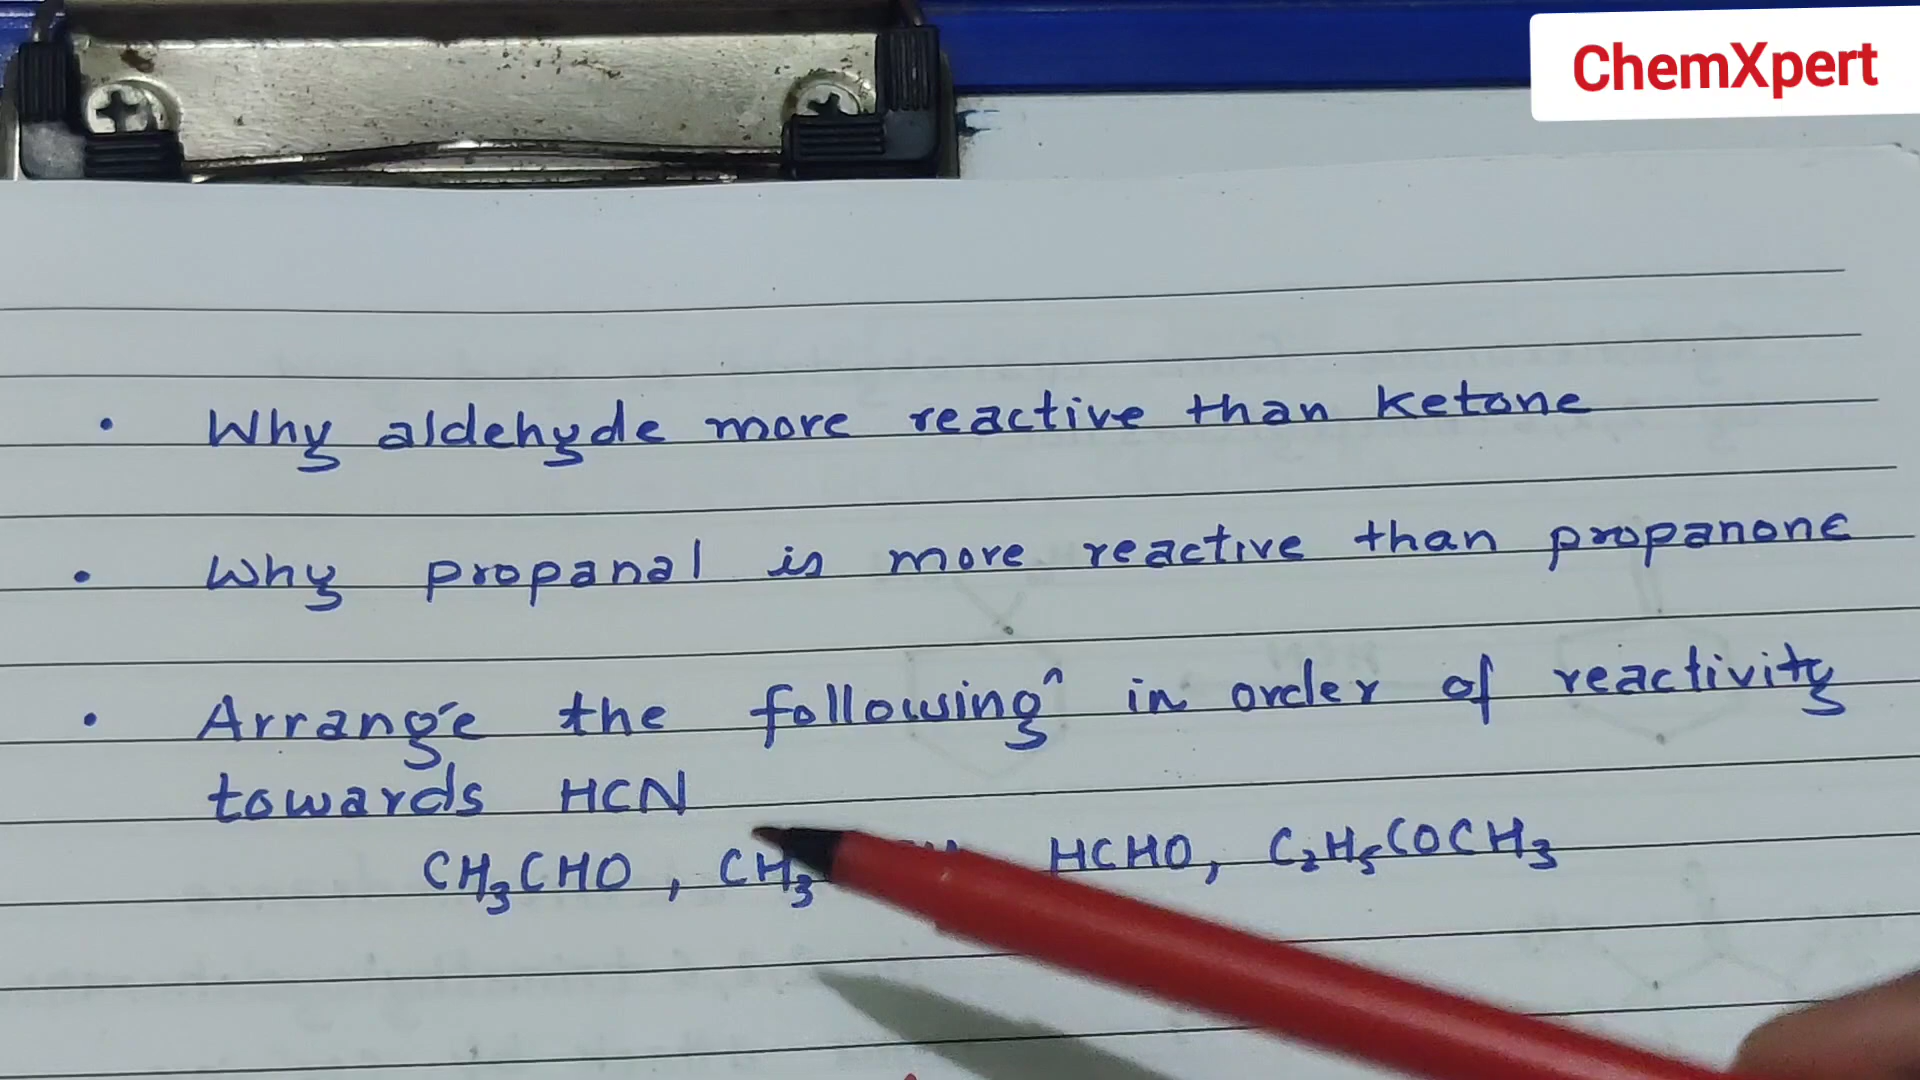 ChemXpert
• Why aldehyde more reactive than ketone
• Why propanal is more reactive than propanone
• Arrange the following in order of reactivity
towards HCN
CH₃CHO, CH₃ HCHO, C₂H₅COCH₃